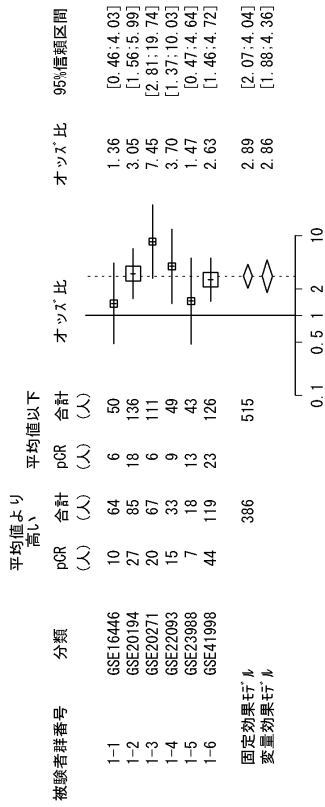 平均値より
高い 平均値以下
被験者群番号 分類 pCR 合計 pCR 合計 オッズ比 オッズ比 95%信頼区間
(人) (人) (人) (人)
1-1 GSE16446 10 64 6 50 1.36 [0.46;4.03]
1-2 GSE20194 27 85 18 136 3.05 [1.56;5.99]
1-3 GSE20271 20 67 6 111 7.45 [2.81;19.74]
1-4 GSE22093 15 33 9 49 3.70 [1.37;10.03]
1-5 GSE23988 7 18 13 43 1.47 [0.47;4.64]
1-6 GSE41998 44 119 23 126 2.63 [1.46;4.72]
固定効果モデル 386 515 2.89 [2.07;4.04]
変量効果モデル 2.86 [1.88;4.36]
0.1 0.5 1 2 10